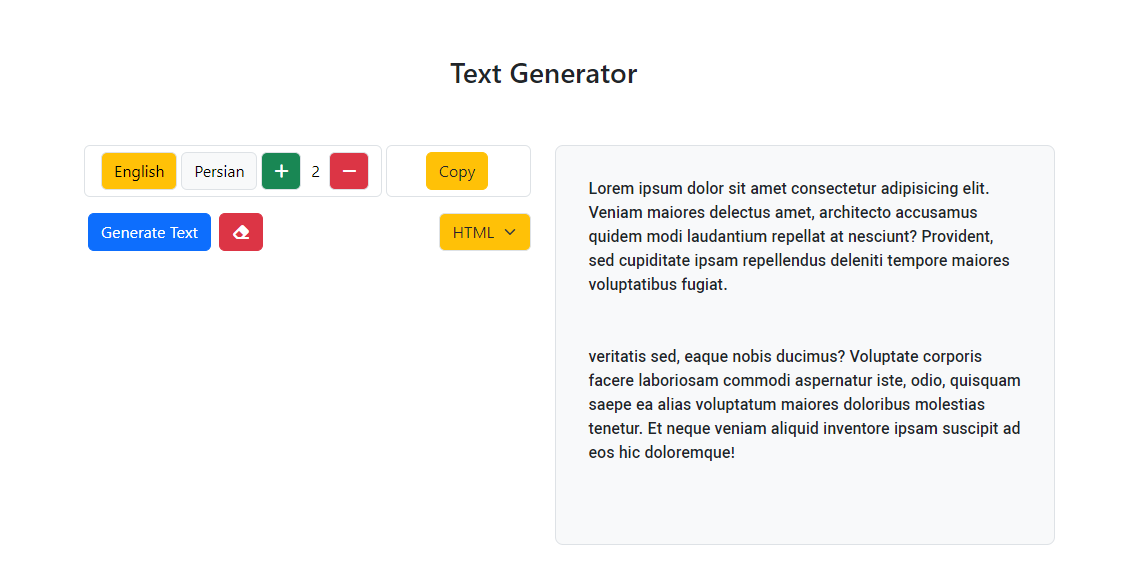 Text Generator
English Persian + 2 −
Copy
Generate Text
HTML
Lorem ipsum dolor sit amet consectetur adipisicing elit.
Veniam maiores delectus amet, architecto accusamus
quidem modi laudantium repellat at nesciunt? Provident,
sed cupiditate ipsam repellendus deleniti tempore maiores
voluptatibus fugiat.
veritatis sed, eaque nobis ducimus? Voluptate corporis
facere laboriosam commodi aspernatur iste, odio, quisquam
saepe ea alias voluptatum maiores doloribus molestias
tenetur. Et neque veniam aliquid inventore ipsam suscipit ad
eos hic doloremque!